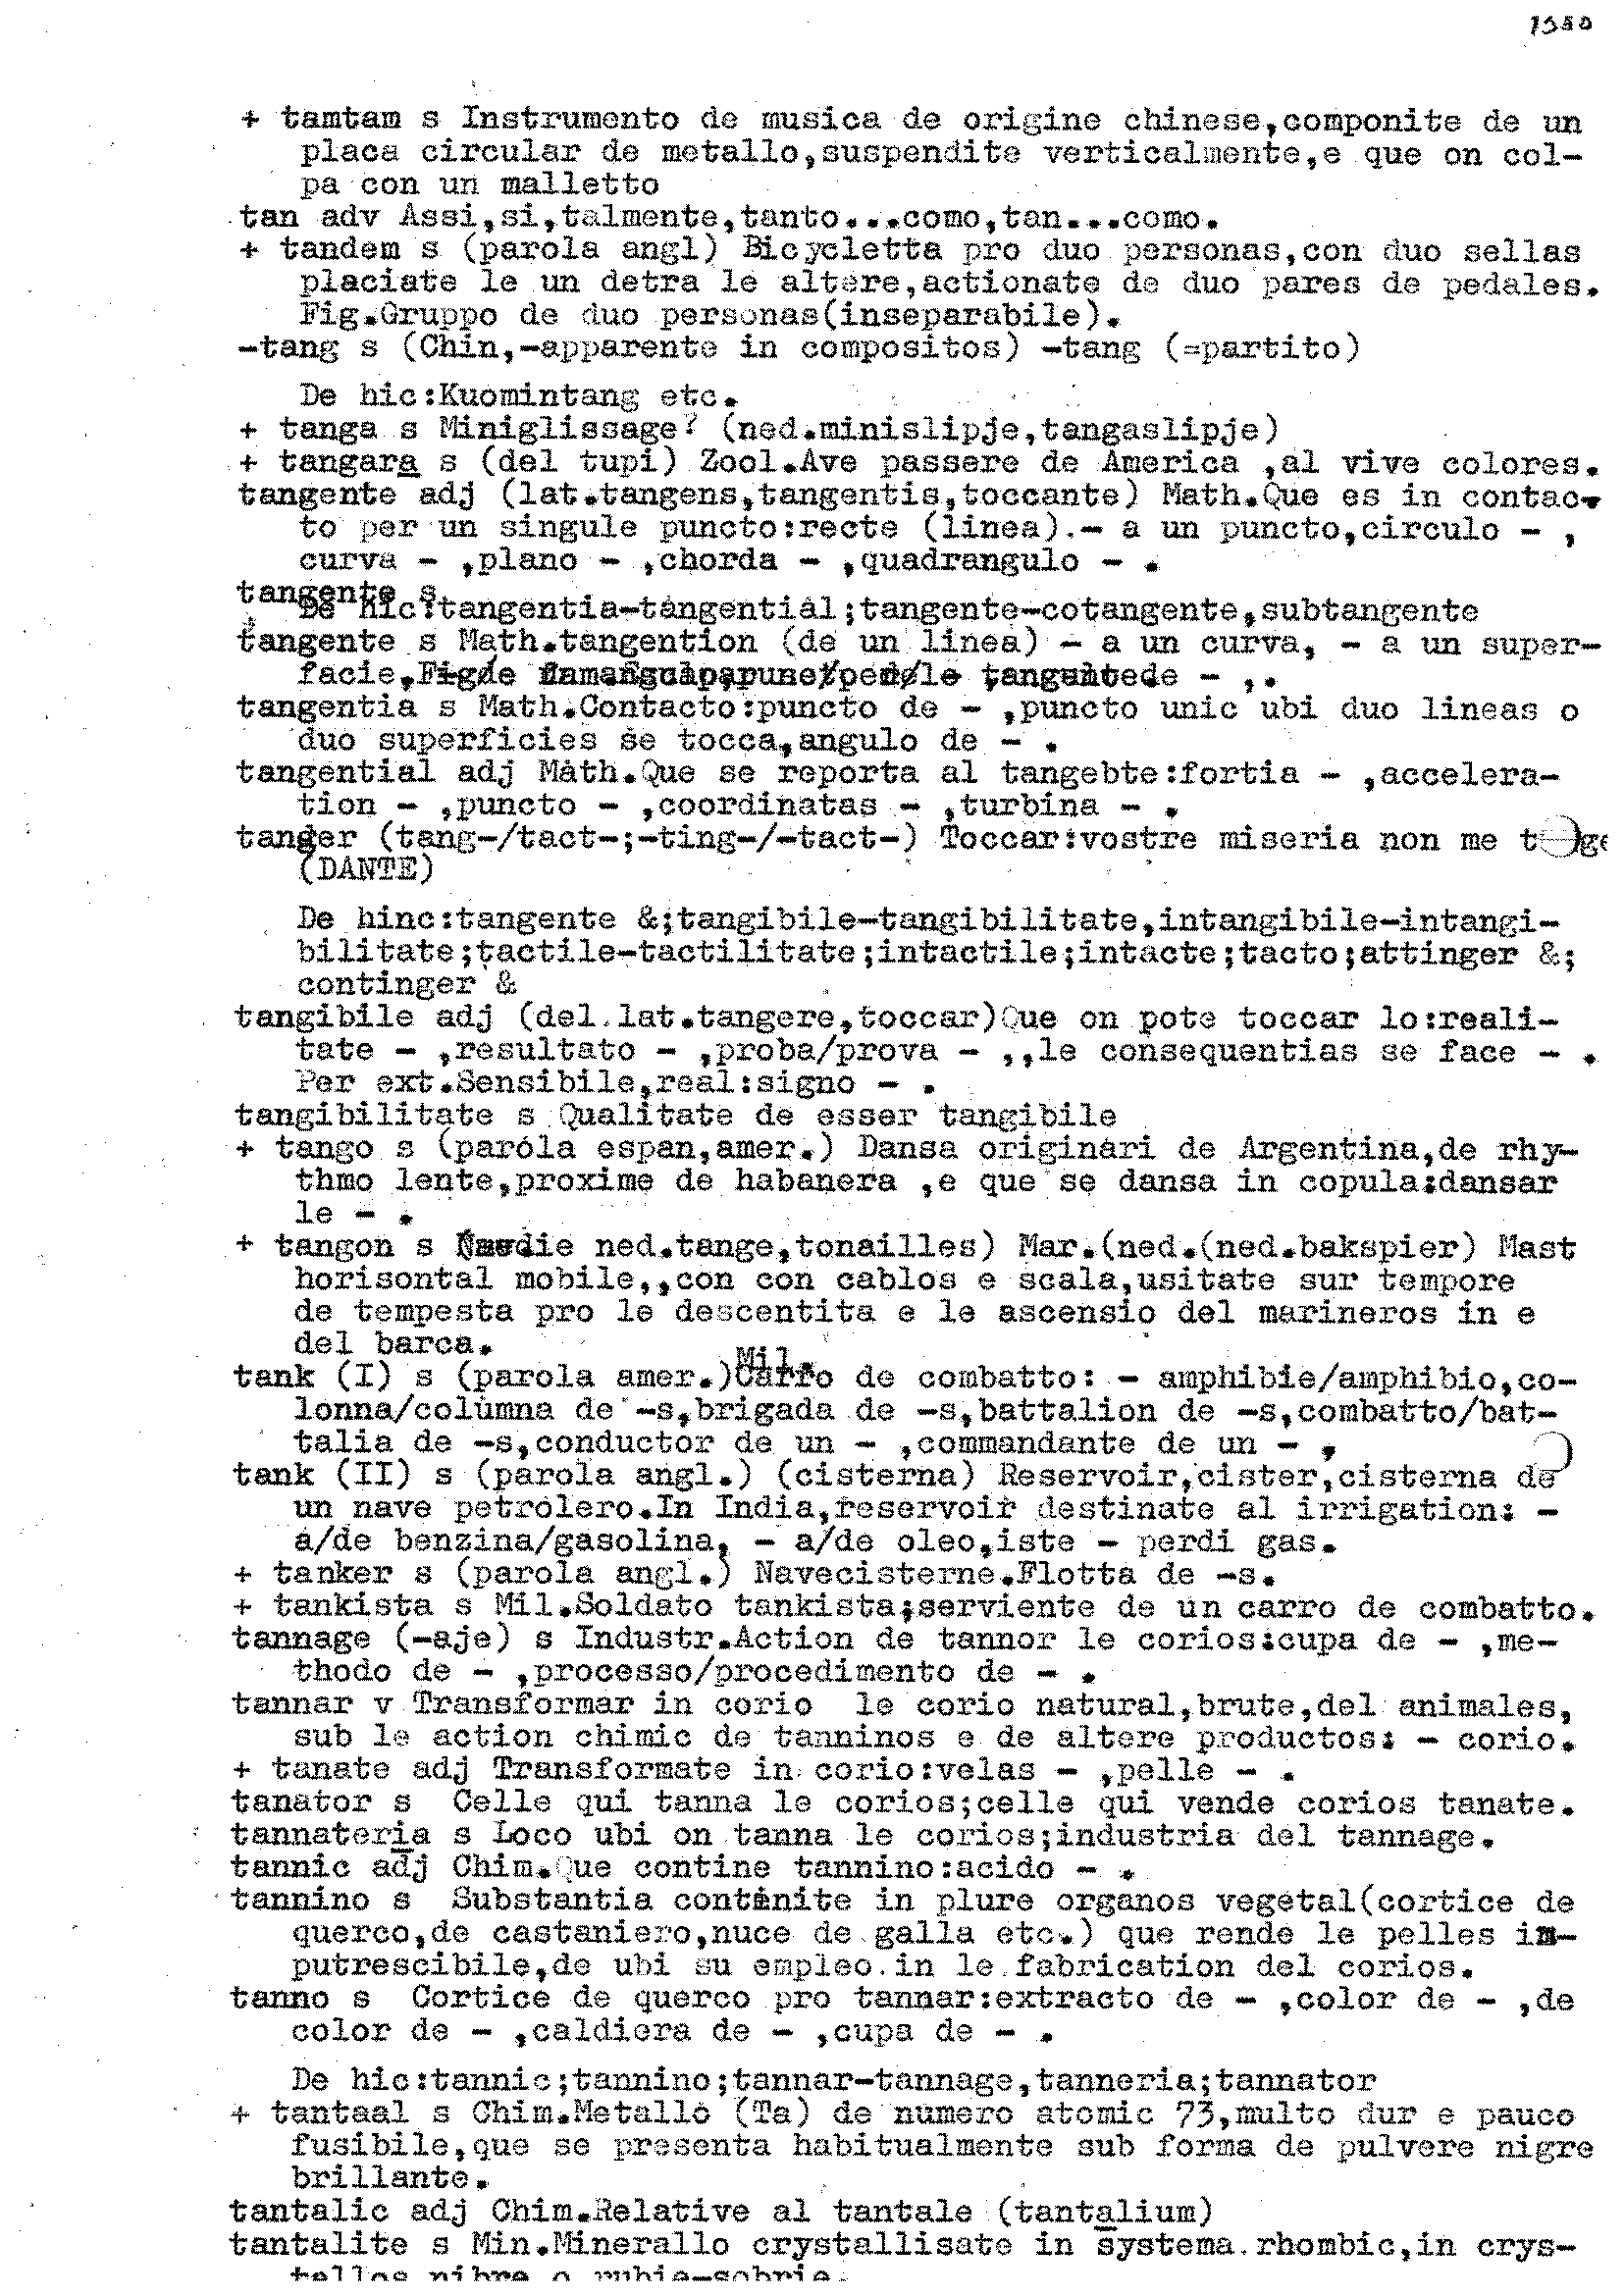 + tamtam s Instrumento de musica de origine chinese,componite de un
placa circular de metallo,suspendite verticalmente,e que on col-
pa con un malletto
tan adv Assi,si,talmente,tanto...como,tan...como.
+ tandem s (parola angl) Bicycletta pro duo personas,con duo sellas
placiate le un detra le altere,actionate de duo pares de pedales.
Fig.Gruppo de duo personas(inseparabile).
-tang s (Chin,-apparente in compositos) -tang (=partito)
De hic:Kuomintang etc.
+ tanga s Miniglissage? (ned.minislipje,tangaslipje)
+ tangara s (del tupi) Zool.Ave passere de America ,al vive colores.
tangente adj (lat.tangens,tangentis,toccante) Math.Que es in contac-
to per un singule puncto:recte (linea).- a un puncto,circulo - ,
curva - ,plano - ,chorda - ,quadrangulo - .
tangente s
De hic:tangentia-tangential;tangente-cotangente,subtangente
tangente s Math.tangention (de un linea) - a un curva, - a un super-
facie. - ,.
tangentia s Math.Contacto:puncto de - ,puncto unic ubi duo lineas o
duo superficies se tocca,angulo de - .
tangential adj Math.Que se reporta al tangebte:fortia - ,accelera-
tion - ,puncto - ,coordinatas - ,turbina - .
tanger (tang-/tact-;-ting-/-tact-) Toccar:vostre miseria non me
(DANTE)
De hinc:tangente &;tangibile-tangibilitate,intangibile-intangi-
bilitate;tactile-tactilitate;intactile;intacte;tacto;attinger &;
continger &
tangibile adj (del.lat.tangere,toccar)Que on pote toccar lo:reali-
tate - ,resultato - ,proba/prova - ,,le consequentias se face - .
Per ext.Sensibile,real:signo - .
tangibilitate s Qualitate de esser tangibile
+ tango s (parola espan,amer.) Dansa originari de Argentina,de rhy-
thmo lente,proxime de habanera ,e que se dansa in copula:dansar
le - .
+ tangon s ned.tange,tonailles) Mar.(ned.(ned.bakspier) Mast
horisontal mobile,,con con cablos e scala,usitate sur tempore
de tempesta pro le descentita e le ascensio del marineros in e
del barca.
Mil.
tank (I) s (parola amer.)Carro de combatto: - amphibie/amphibio,co-
lonna/columna de -s,brigada de -s,battalion de -s,combatto/bat-
talia de -s,conductor de un - ,commandante de un - ,
tank (II) s (parola angl.) (cisterna) Reservoir,cister,cisterna de
un nave petrolero.In India,reservoir destinate al irrigation: -
a/de benzina/gasolina, - a/de oleo,iste - perdi gas.
+ tanker s (parola angl.) Navecisterne.Flotta de -s.
+ tankista s Mil.Soldato tankista;serviente de un carro de combatto.
tannage (-aje) s Industr.Action de tannor le corios:cupa de - ,me-
thodo de - ,processo/procedimento de - .
tannar v Transformar in corio  le corio natural,brute,del animales,
sub le action chimic de tanninos e de altere productos: - corio.
+ tanate adj Transformate in corio:velas - ,pelle - .
tanator s  Celle qui tanna le corios;celle qui vende corios tanate.
tannateria s Loco ubi on tanna le corios;industria del tannage.
tannic adj Chim.Que contine tannino:acido - .
tannino s  Substantia contenite in plure organos vegetal(cortice de
querco,de castaniero,nuce de galla etc.) que rende le pelles im-
putrescibile,de ubi su empleo.in le.fabrication del corios.
tanno s  Cortice de querco pro tannar:extracto de - ,color de - ,de
color de - ,caldiera de - ,cupa de - .
De hic:tannic;tannino;tannar-tannage,tanneria;tannator
+ tantaal s Chim.Metallo (Ta) de numero atomic 73,multo dur e pauco
fusibile,que se presenta habitualmente sub forma de pulvere nigre
brillante.
tantalic adj Chim.Relative al tantale (tantalium)
tantalite s Min.Minerallo crystallisate in systema.rhombic,in crys-